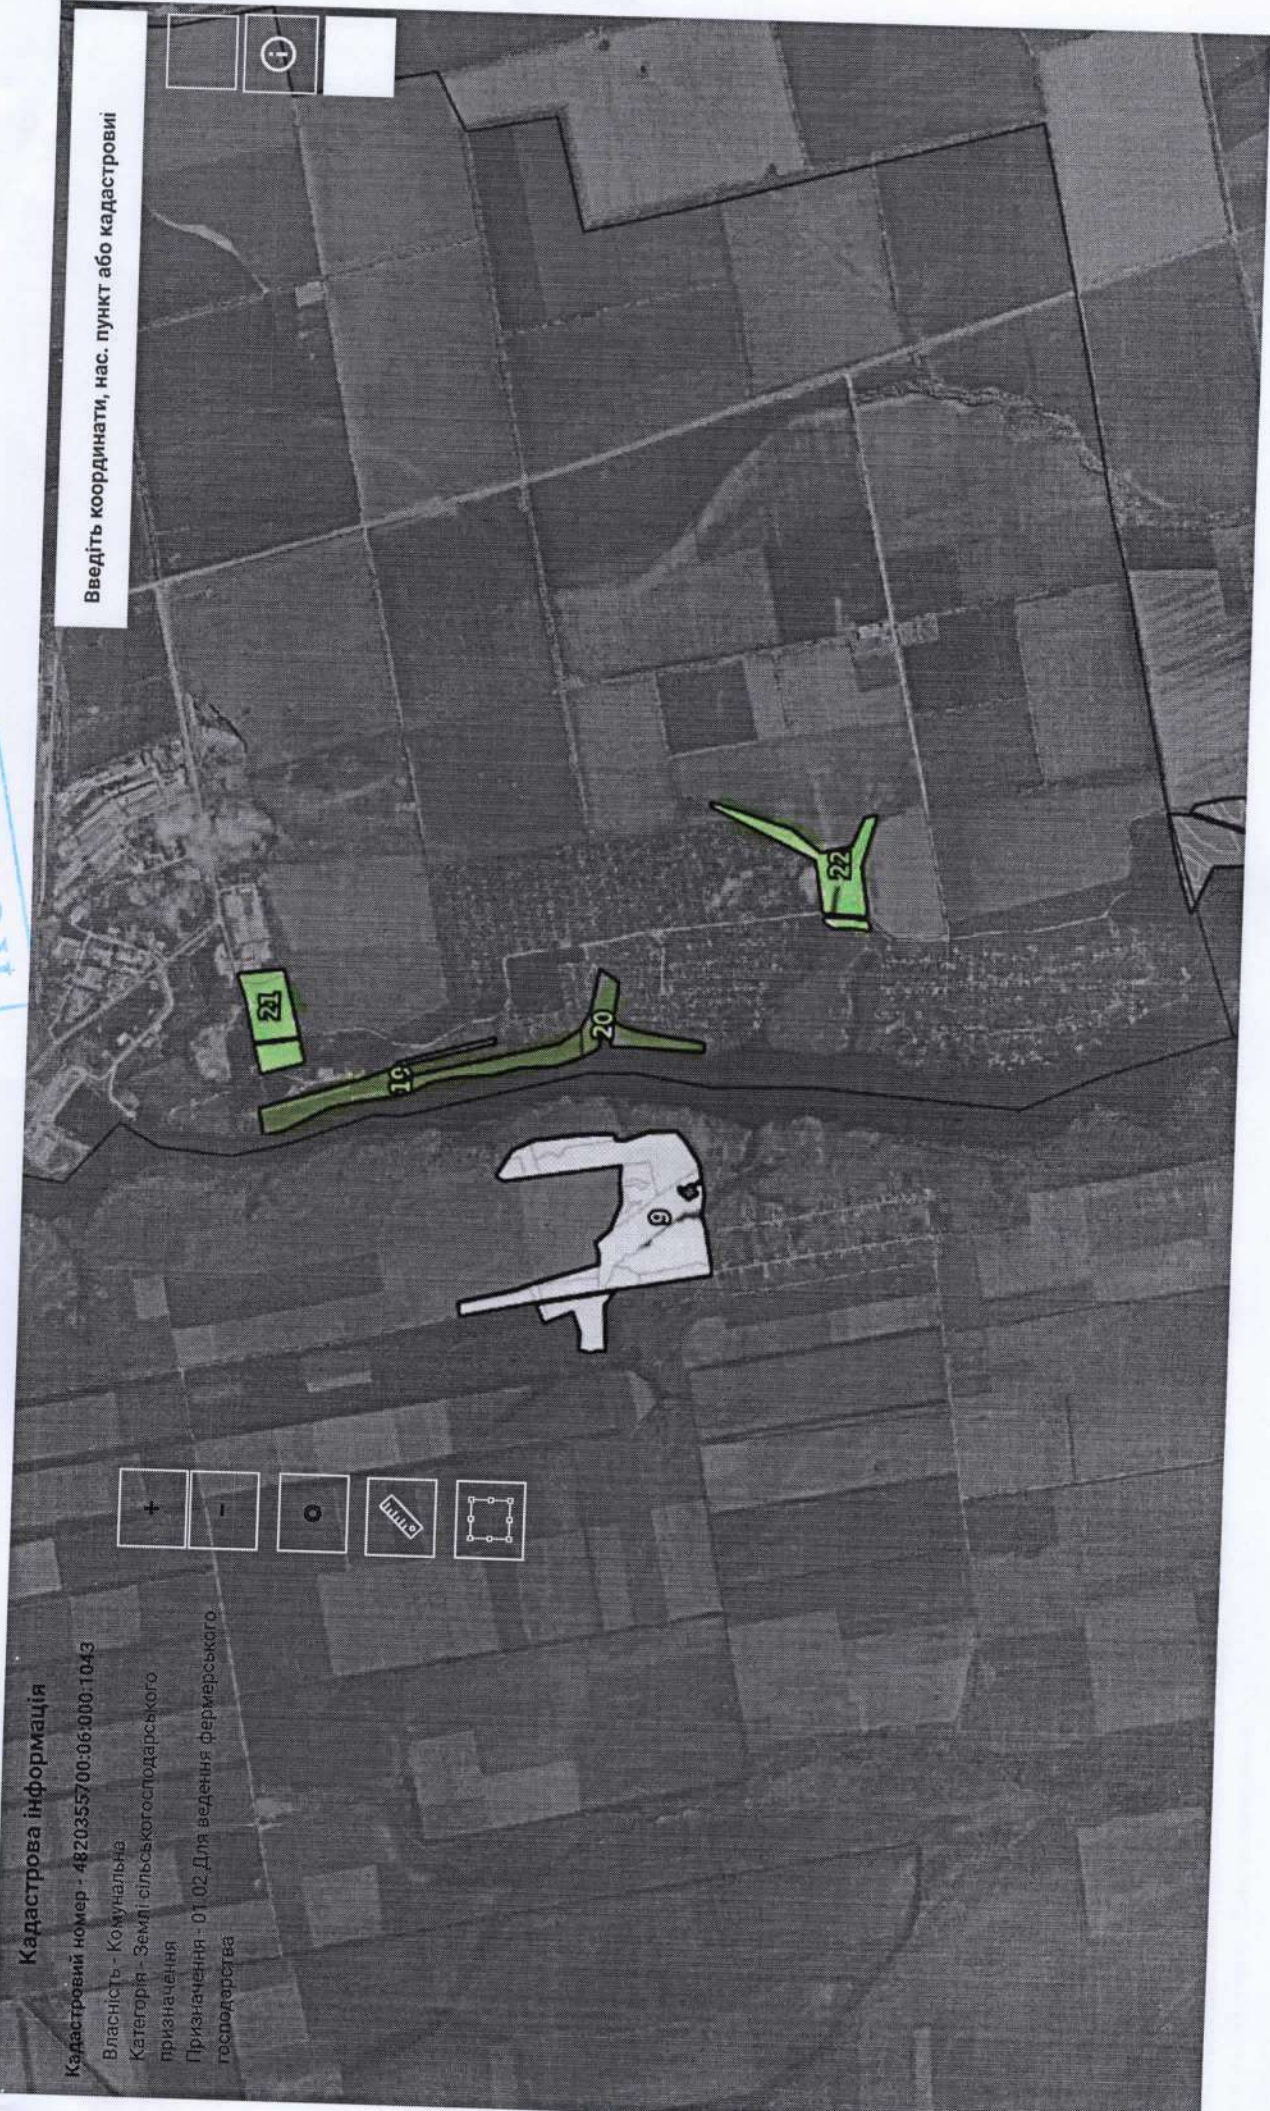 Кадастрова інформація
Кадастровий номер - 4820355700:06:000:1043
Власність - Комунальна
Категорія - Землі сільськогосподарського
призначення
Призначення - 01.02 Для ведення фермерського
господарства
+
-
Введіть координати, нас. пункт або кадастрові
i
21
19
20
22
9